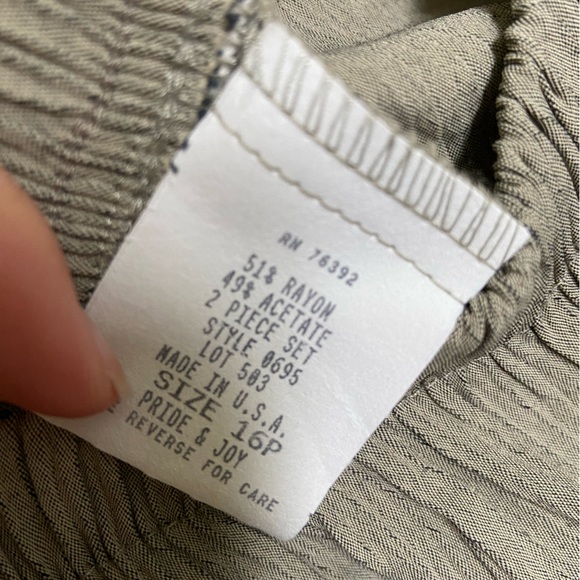 RN 76392
51% RAYON
49% ACETATE
2 PIECE SET
STYLE 0695
LOT 503
MADE IN U.S.A.
SIZE 16P
PRIDE & JOY
REVERSE FOR CARE